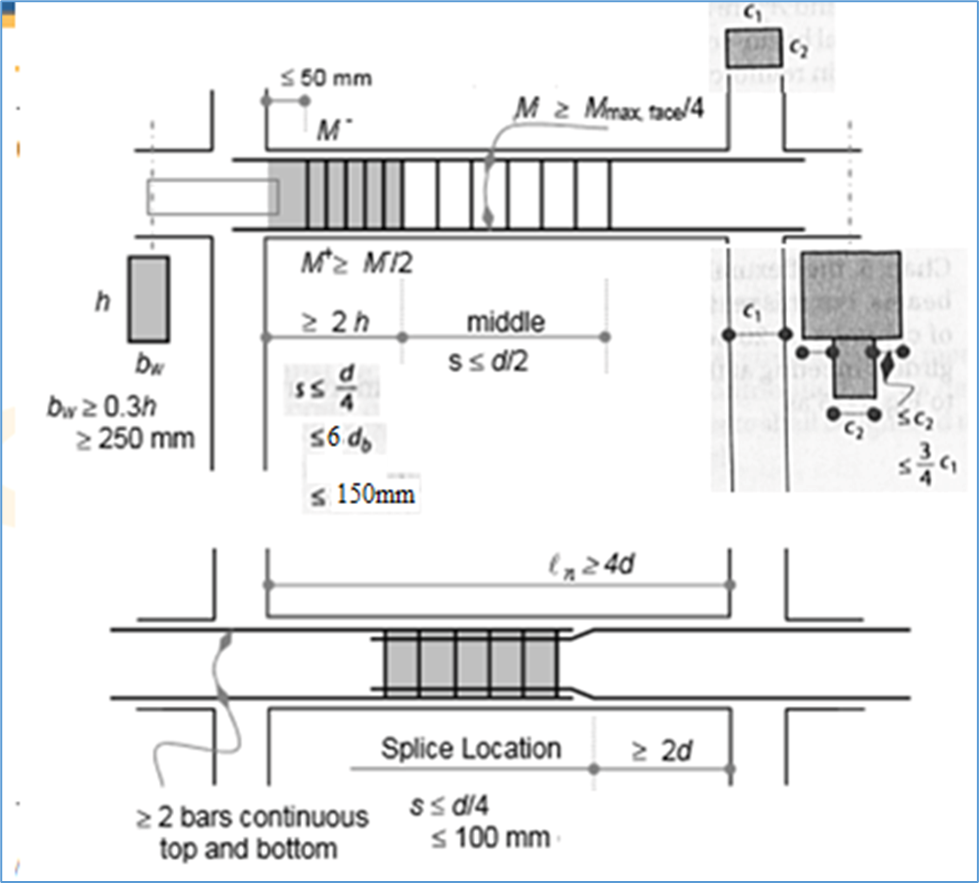 c₁
c₂
≤ 50 mm
M⁻
M ≥ Mmax, face/4
M⁺≥ M⁻/2
h
bw
bw ≥ 0.3h
≥ 250 mm
≥ 2h
middle
s ≤ d/2
s ≤ d/4
≤6 db
≤ 150mm
c₁
c₂
≤c₂
≤ 3/4 c₁
ℓn ≥ 4d
Splice Location
≥ 2d
s ≤ d/4
≤ 100 mm
≥ 2 bars continuous
top and bottom